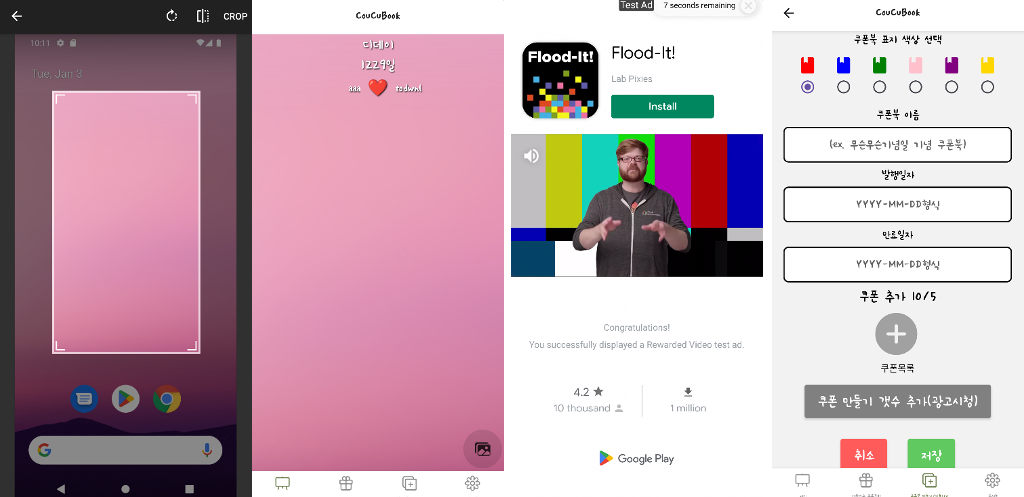 CROP
10:11
Tue, Jan 3
CouCuBook
디데이
1229일
aaa ❤️ rodwnd
Test Ad
7 seconds remaining
Flood-It!
Flood-It!
Lab Pixies
Install
Congratulations!
You successfully displayed a Rewarded Video test ad.
4.2 ★
10 thousand
1 million
Google Play
CouCuBook
쿠폰북 표지 색상 선택
쿠폰북 이름
(ex. 무슨무슨기념일 기념 쿠폰북)
발행일자
YYYY-MM-DD형식
만료일자
YYYY-MM-DD형식
쿠폰 추가 10/5
쿠폰목록
쿠폰 만들기 갯수 추가(광고시청)
취소
저장